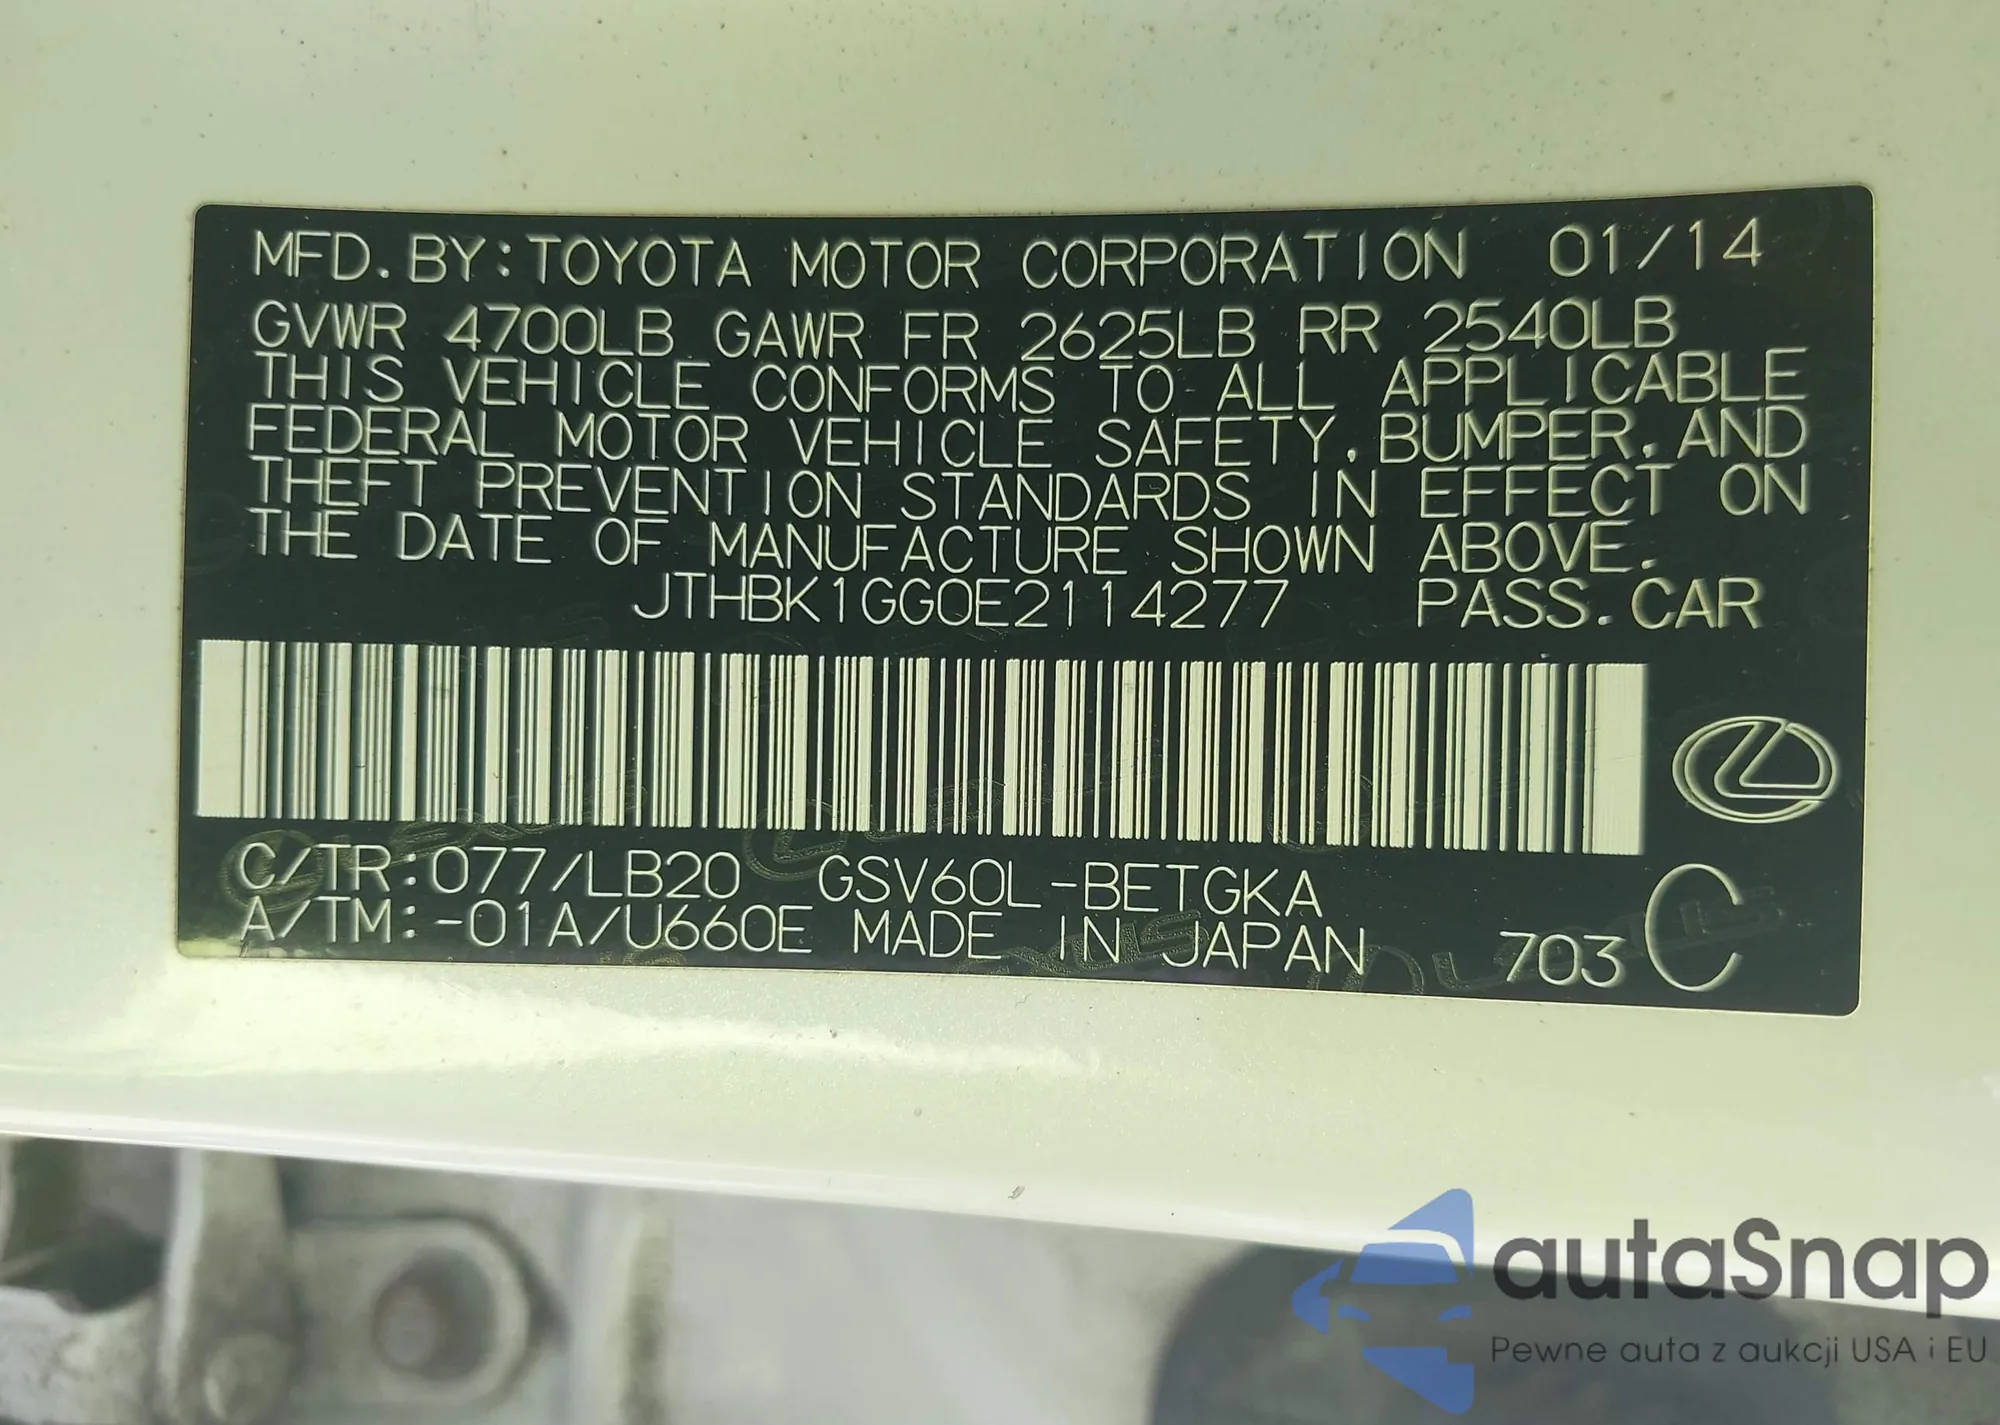 MFD. BY: TOYOTA MOTOR CORPORATION 01/14
GVWR 4700LB GAWR FR 2625LB RR 2540LB
THIS VEHICLE CONFORMS TO ALL APPLICABLE
FEDERAL MOTOR VEHICLE SAFETY, BUMPER, AND
THEFT PREVENTION STANDARDS IN EFFECT ON
THE DATE OF MANUFACTURE SHOWN ABOVE.
JTHBK1GG0E2114277 PASS. CAR
C/TR: 077/LB20 GSV60L-BETGKA
A/TM: -01A/U660E MADE IN JAPAN 703 C
autaSnap
Pewne auta z aukcji USA i EU